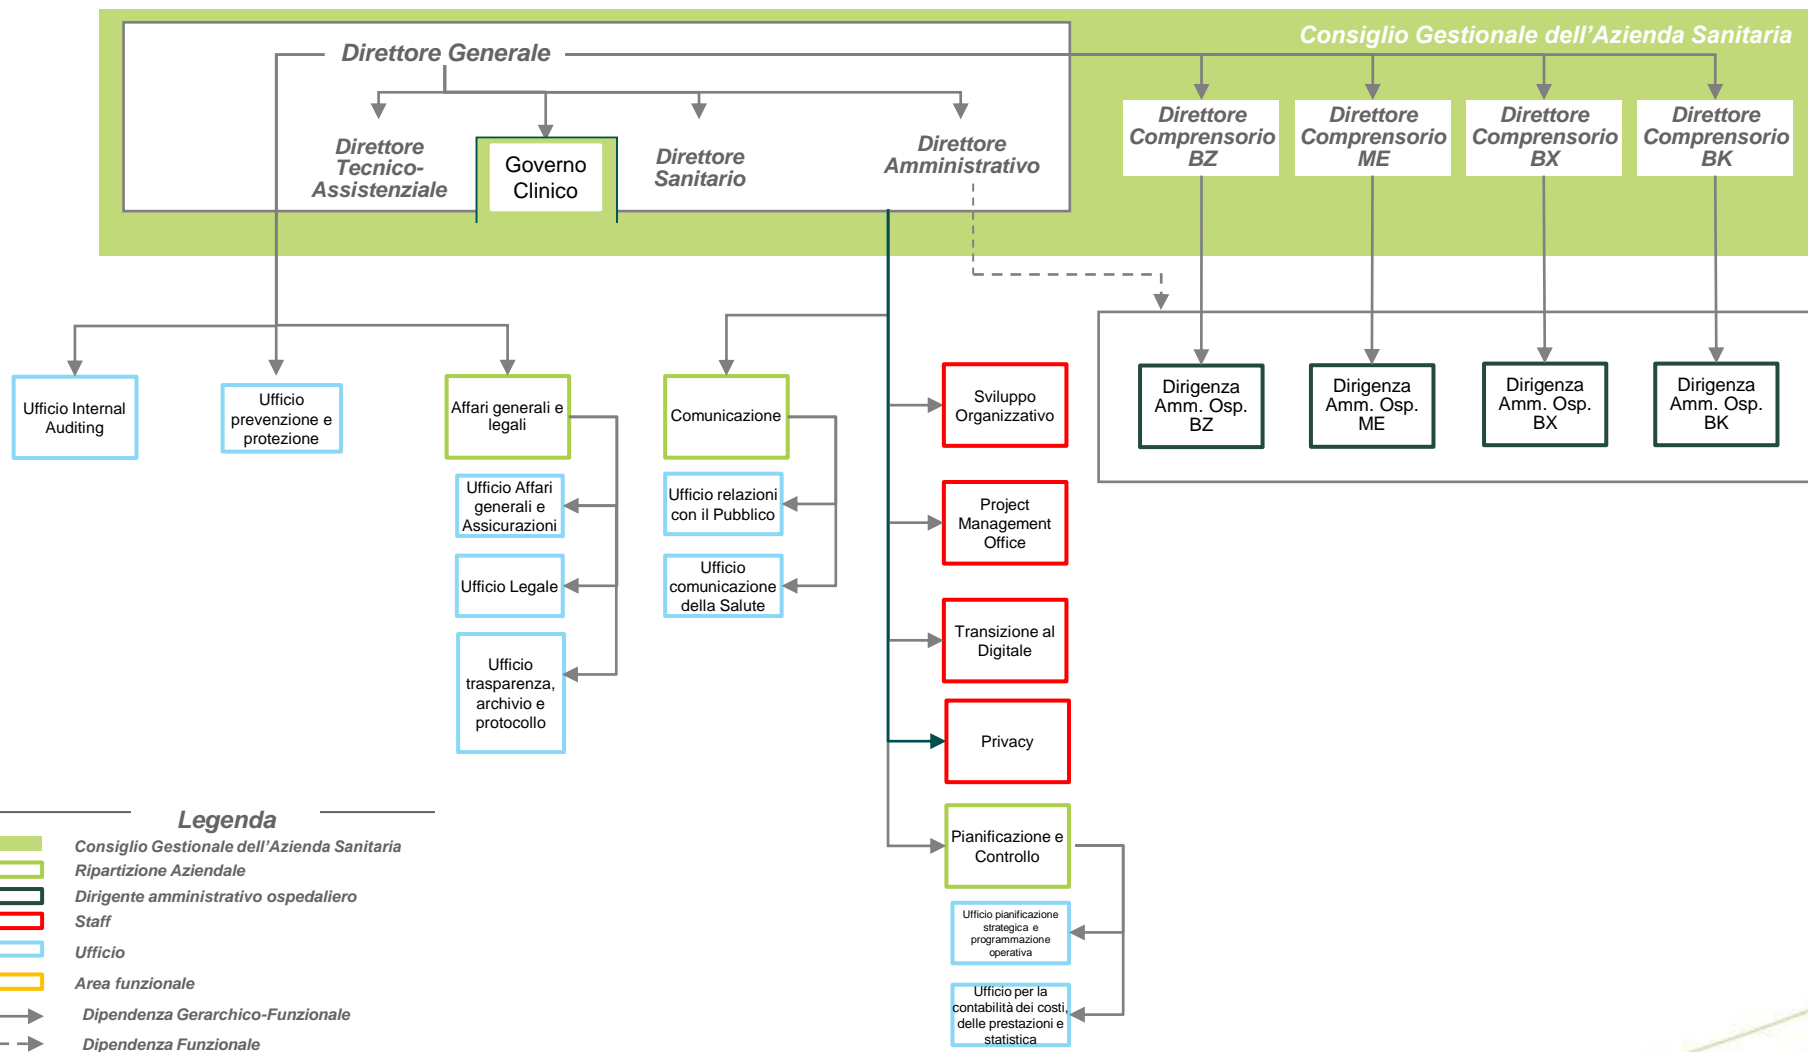 Consiglio Gestionale dell'Azienda Sanitaria
Direttore Generale
Direttore
Tecnico-
Assistenziale
Governo
Clinico
Direttore
Sanitario
Direttore
Amministrativo
Direttore
Comprensorio
BZ
Direttore
Comprensorio
ME
Direttore
Comprensorio
BX
Direttore
Comprensorio
BK
Ufficio Internal
Auditing
Ufficio
prevenzione e
protezione
Affari generali e
legali
Ufficio Affari
generali e
Assicurazioni
Ufficio Legale
Ufficio
trasparenza,
archivio e
protocollo
Comunicazione
Ufficio relazioni
con il Pubblico
Ufficio
comunicazione
della Salute
Sviluppo
Organizzativo
Project
Management
Office
Transizione al
Digitale
Privacy
Pianificazione e
Controllo
Ufficio pianificazione
strategica e
programmazione
operativa
Ufficio per la
contabilità dei costi,
delle prestazioni e
statistica
Dirigenza
Amm. Osp.
BZ
Dirigenza
Amm. Osp.
ME
Dirigenza
Amm. Osp.
BX
Dirigenza
Amm. Osp.
BK
Legenda
Consiglio Gestionale dell'Azienda Sanitaria
Ripartizione Aziendale
Dirigente amministrativo ospedaliero
Staff
Ufficio
Area funzionale
Dipendenza Gerarchico-Funzionale
Dipendenza Funzionale